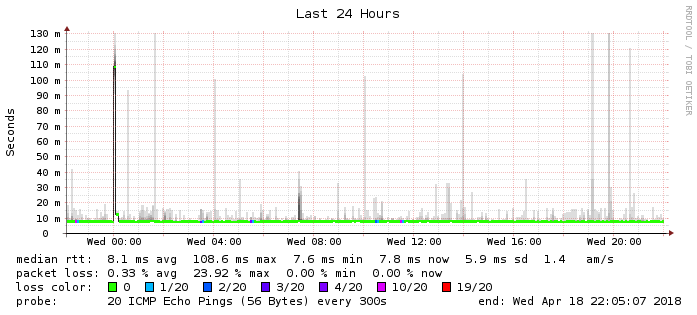 Last 24 Hours
RRDTOOL / TOBI OETIKER
Seconds
130 m
120 m
110 m
100 m
90 m
80 m
70 m
60 m
50 m
40 m
30 m
20 m
10 m
0
Wed 00:00 Wed 04:00 Wed 08:00 Wed 12:00 Wed 16:00 Wed 20:00
median rtt: 8.1 ms avg 108.6 ms max 7.6 ms min 7.8 ms now 5.9 ms sd 1.4 am/s
packet loss: 0.33 % avg 23.92 % max 0.00 % min 0.00 % now
loss color: 0 1/20 2/20 3/20 4/20 10/20 19/20
probe: 20 ICMP Echo Pings (56 Bytes) every 300s end: Wed Apr 18 22:05:07 2018